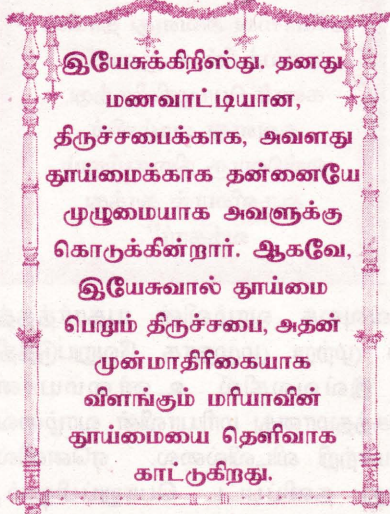 இயேசுக்கிறிஸ்து. தனது
மணவாட்டியான,
திருச்சபைக்காக, அவளது
தூய்மைக்காக தன்னையே
முழுமையாக அவளுக்கு
கொடுக்கின்றார். ஆகவே,
இயேசுவால் தூய்மை
பெறும் திருச்சபை, அதன்
முன்மாதிரிகையாக
விளங்கும் மரியாவின்
தூய்மையை தெளிவாக
காட்டுகிறது.